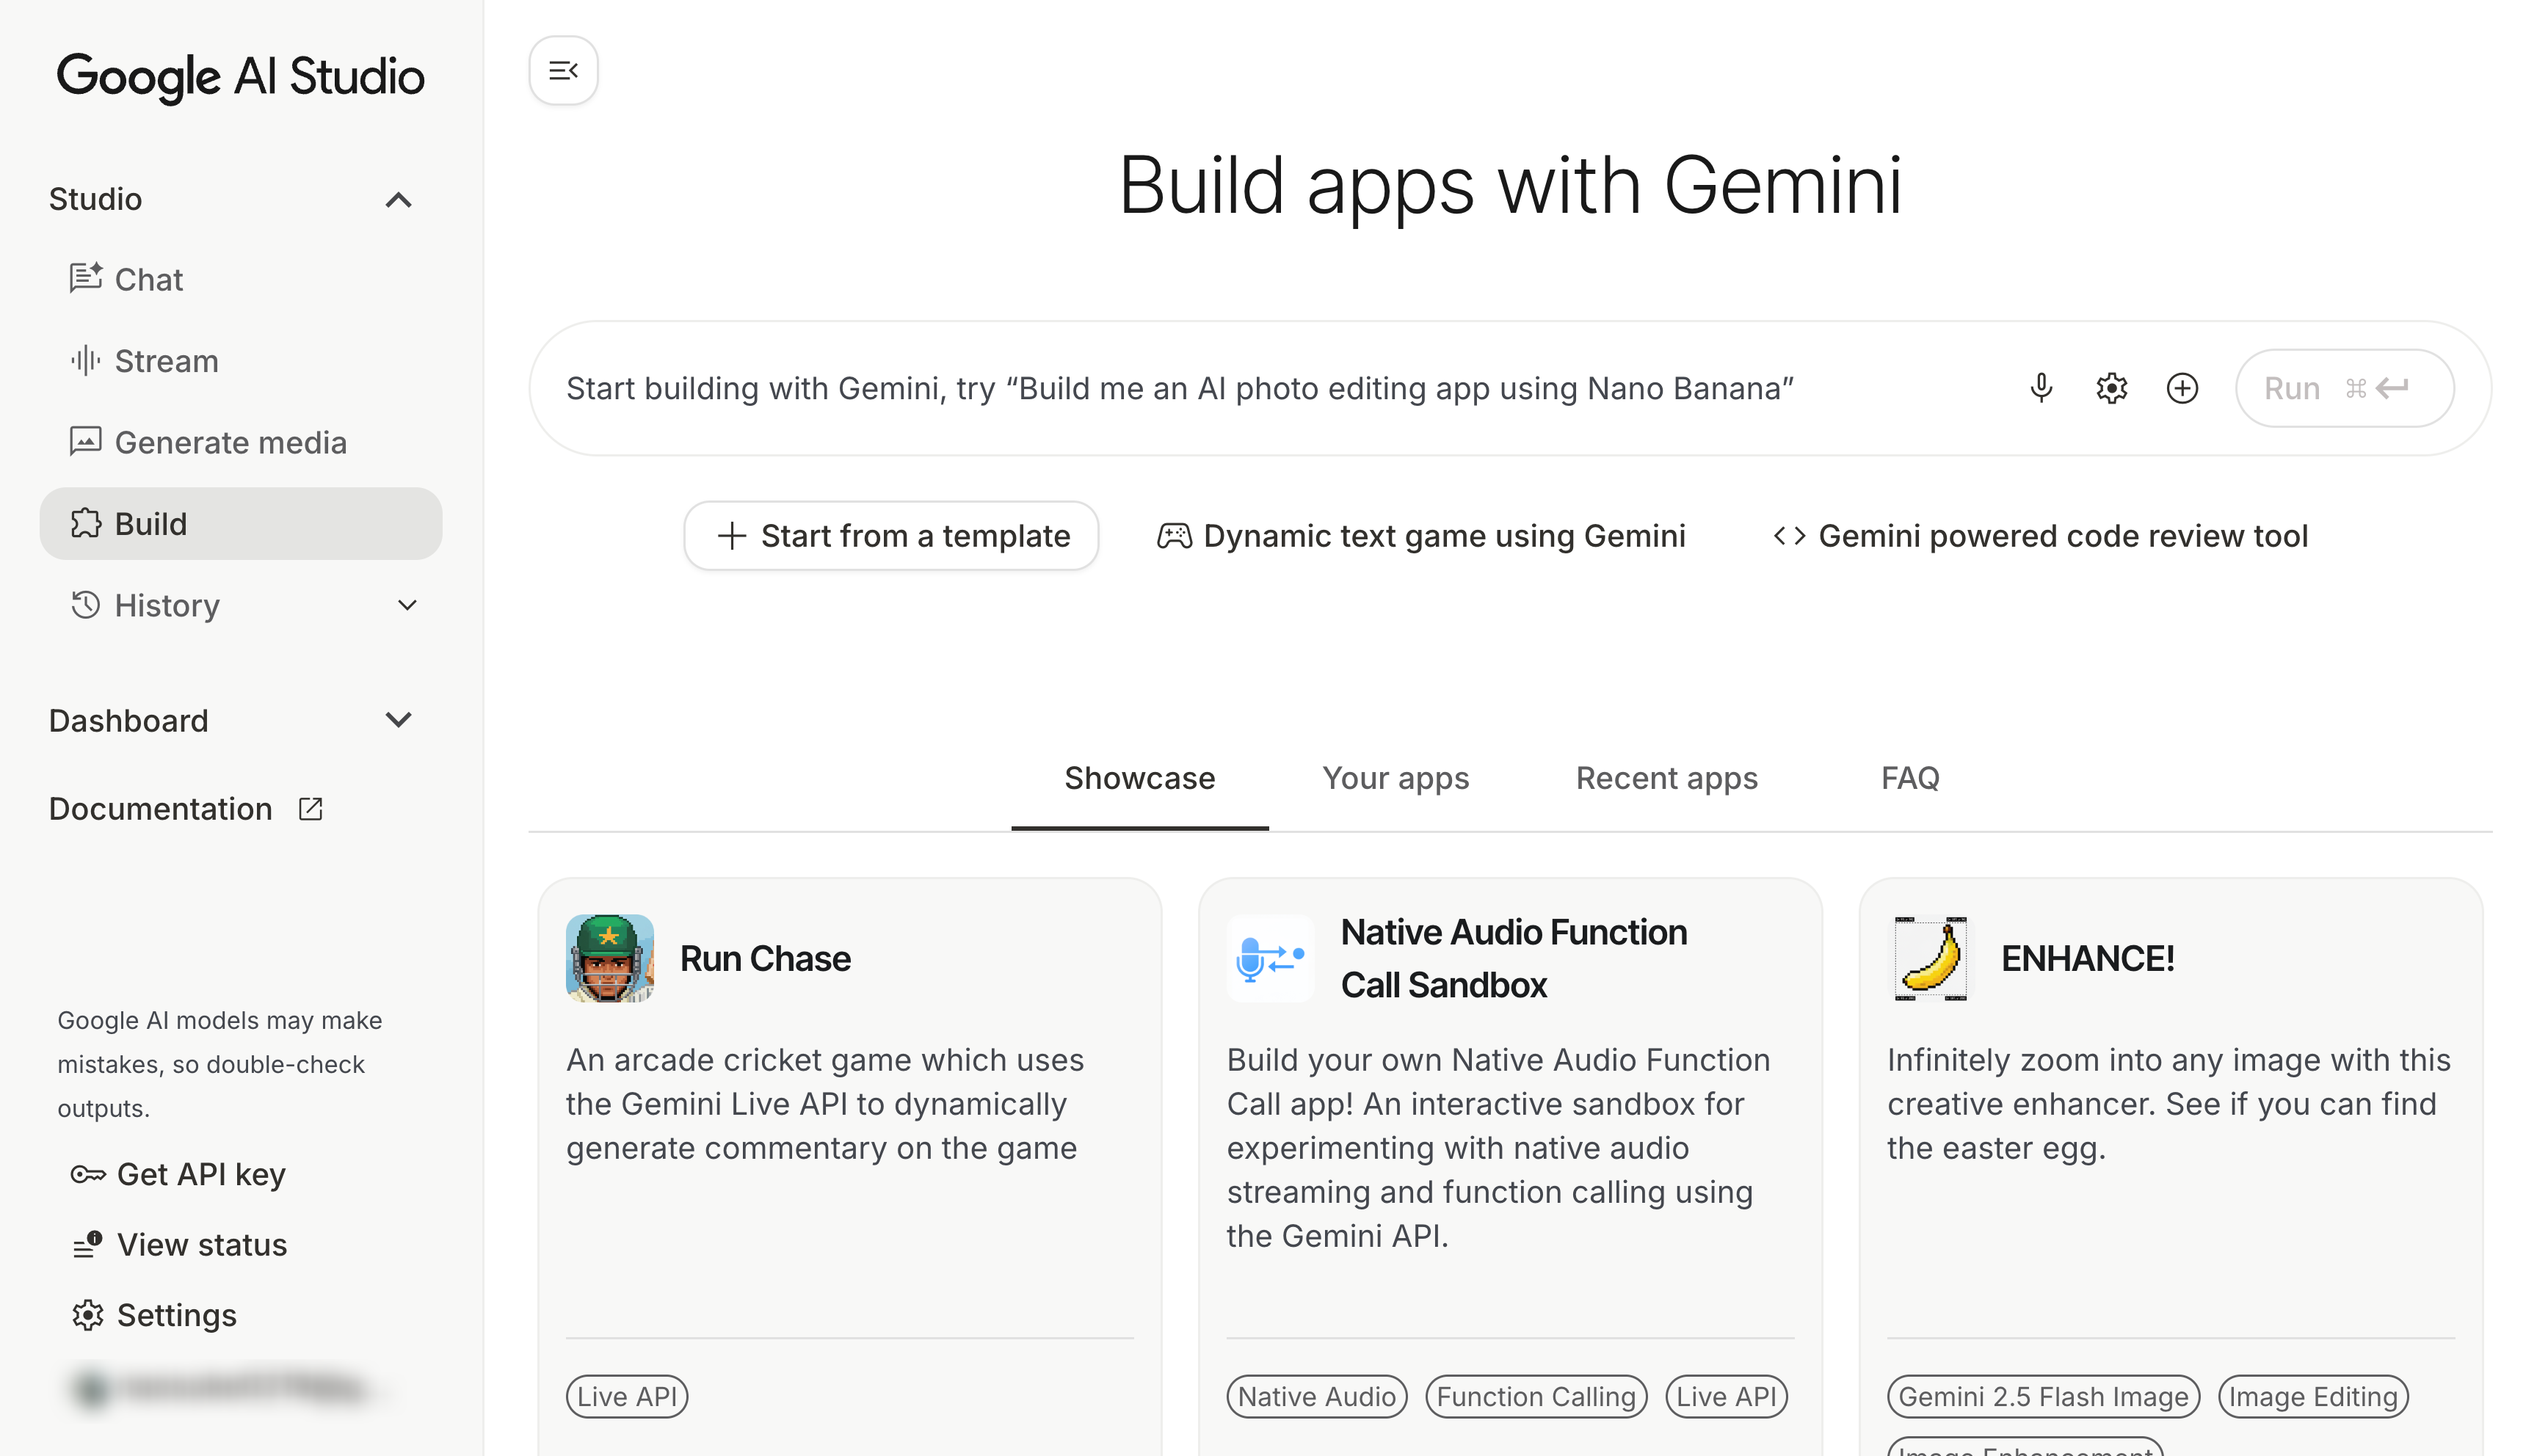 Google AI Studio
Studio
Chat
Stream
Generate media
Build
History
Dashboard
Documentation
Google AI models may make
mistakes, so double-check
outputs.
Get API key
View status
Settings
Build apps with Gemini
Start building with Gemini, try “Build me an AI photo editing app using Nano Banana”
Run ⌘
Start from a template
Dynamic text game using Gemini
Gemini powered code review tool
Showcase
Your apps
Recent apps
FAQ
Run Chase
An arcade cricket game which uses
the Gemini Live API to dynamically
generate commentary on the game
Live API
Native Audio Function
Call Sandbox
Build your own Native Audio Function
Call app! An interactive sandbox for
experimenting with native audio
streaming and function calling using
the Gemini API.
Native Audio
Function Calling
Live API
ENHANCE!
Infinitely zoom into any image with this
creative enhancer. See if you can find
the easter egg.
Gemini 2.5 Flash Image
Image Editing
Image Enhancement